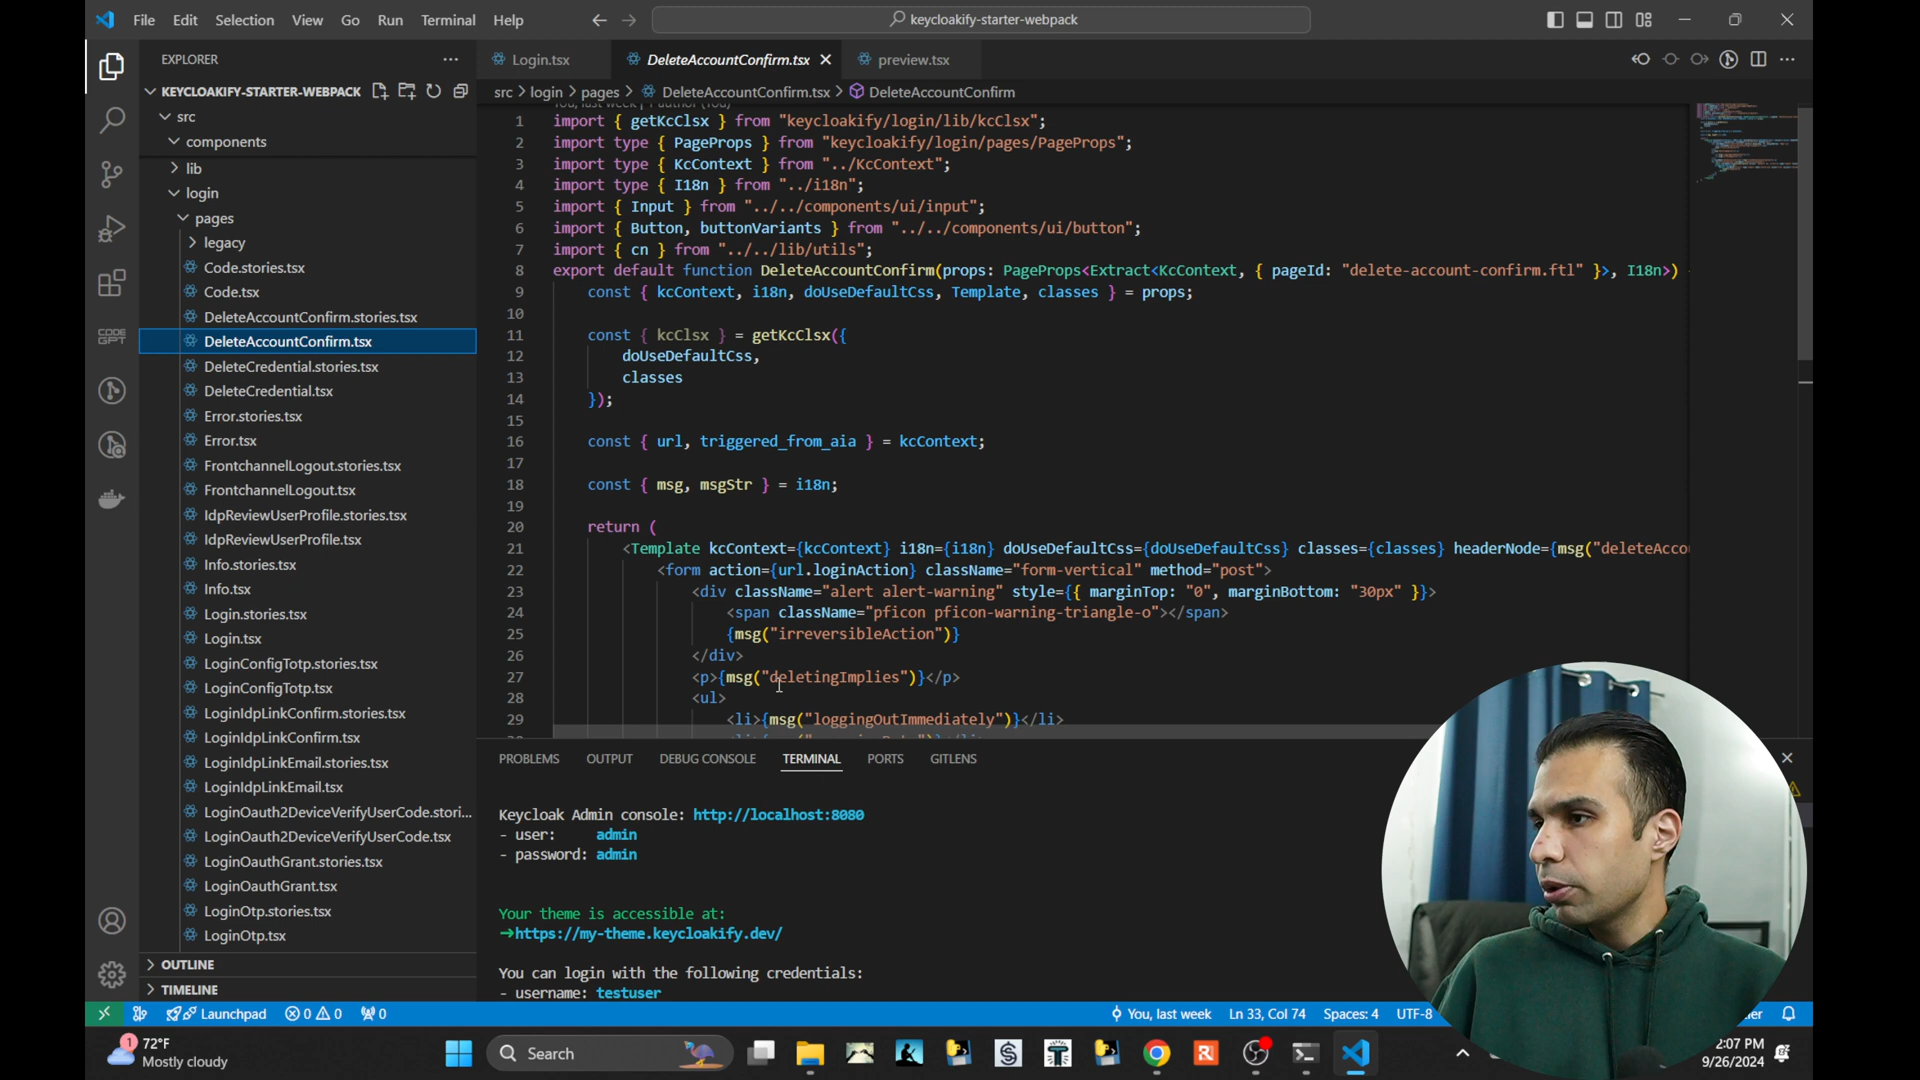 File Edit Selection View Go Run Terminal Help
keycloakify-starter-webpack
EXPLORER
KEYCLOAKIFY-STARTER-WEBPACK
src
components
lib
login
pages
legacy
Code.stories.tsx
Code.tsx
DeleteAccountConfirm.stories.tsx
DeleteAccountConfirm.tsx
DeleteCredential.stories.tsx
DeleteCredential.tsx
Error.stories.tsx
Error.tsx
FrontchannelLogout.stories.tsx
FrontchannelLogout.tsx
IdpReviewUserProfile.stories.tsx
IdpReviewUserProfile.tsx
Info.stories.tsx
Info.tsx
Login.stories.tsx
Login.tsx
LoginConfigTotp.stories.tsx
LoginConfigTotp.tsx
LoginIdpLinkConfirm.stories.tsx
LoginIdpLinkConfirm.tsx
LoginIdpLinkEmail.stories.tsx
LoginIdpLinkEmail.tsx
LoginOauth2DeviceVerifyUserCode.stori...
LoginOauth2DeviceVerifyUserCode.tsx
LoginOauthGrant.stories.tsx
LoginOauthGrant.tsx
LoginOtp.stories.tsx
LoginOtp.tsx
OUTLINE
TIMELINE
CODE
GPT
Login.tsx DeleteAccountConfirm.tsx preview.tsx
src > login > pages > DeleteAccountConfirm.tsx > DeleteAccountConfirm
You, last week | 1 author (You)
1 import { getKcClsx } from "keycloakify/login/lib/kcClsx";
2 import type { PageProps } from "keycloakify/login/pages/PageProps";
3 import type { KcContext } from "../KcContext";
4 import type { I18n } from "../i18n";
5 import { Input } from "../../components/ui/input";
6 import { Button, buttonVariants } from "../../components/ui/button";
7 import { cn } from "../../lib/utils";
8 export default function DeleteAccountConfirm(props: PageProps<Extract<KcContext, { pageId: "delete-account-confirm.ftl" }>, I18n>)
9 const { kcContext, i18n, doUseDefaultCss, Template, classes } = props;
10
11 const { kcClsx } = getKcClsx({
12 doUseDefaultCss,
13 classes
14 });
15
16 const { url, triggered_from_aia } = kcContext;
17
18 const { msg, msgStr } = i18n;
19
20 return (
21 <Template kcContext={kcContext} i18n={i18n} doUseDefaultCss={doUseDefaultCss} classes={classes} headerNode={msg("deleteAcco
22 <form action={url.loginAction} className="form-vertical" method="post">
23 <div className="alert alert-warning" style={{ marginTop: "0", marginBottom: "30px" }}>
24 <span className="pficon pficon-warning-triangle-o"></span>
25 {msg("irreversibleAction")}
26 </div>
27 <p>{msg("deletingImplies")}</p>
28 <ul>
29 <li>{msg("loggingOutImmediately")}</li>
PROBLEMS OUTPUT DEBUG CONSOLE TERMINAL PORTS GITLENS
Keycloak Admin console: http://localhost:8080
- user: admin
- password: admin
Your theme is accessible at:
➜https://my-theme.keycloakify.dev/
You can login with the following credentials:
- username: testuser
Launchpad 0 0 0 You, last week Ln 33, Col 74 Spaces: 4 UTF-8
1 72°F
Mostly cloudy
Search
2:07 PM
9/26/2024